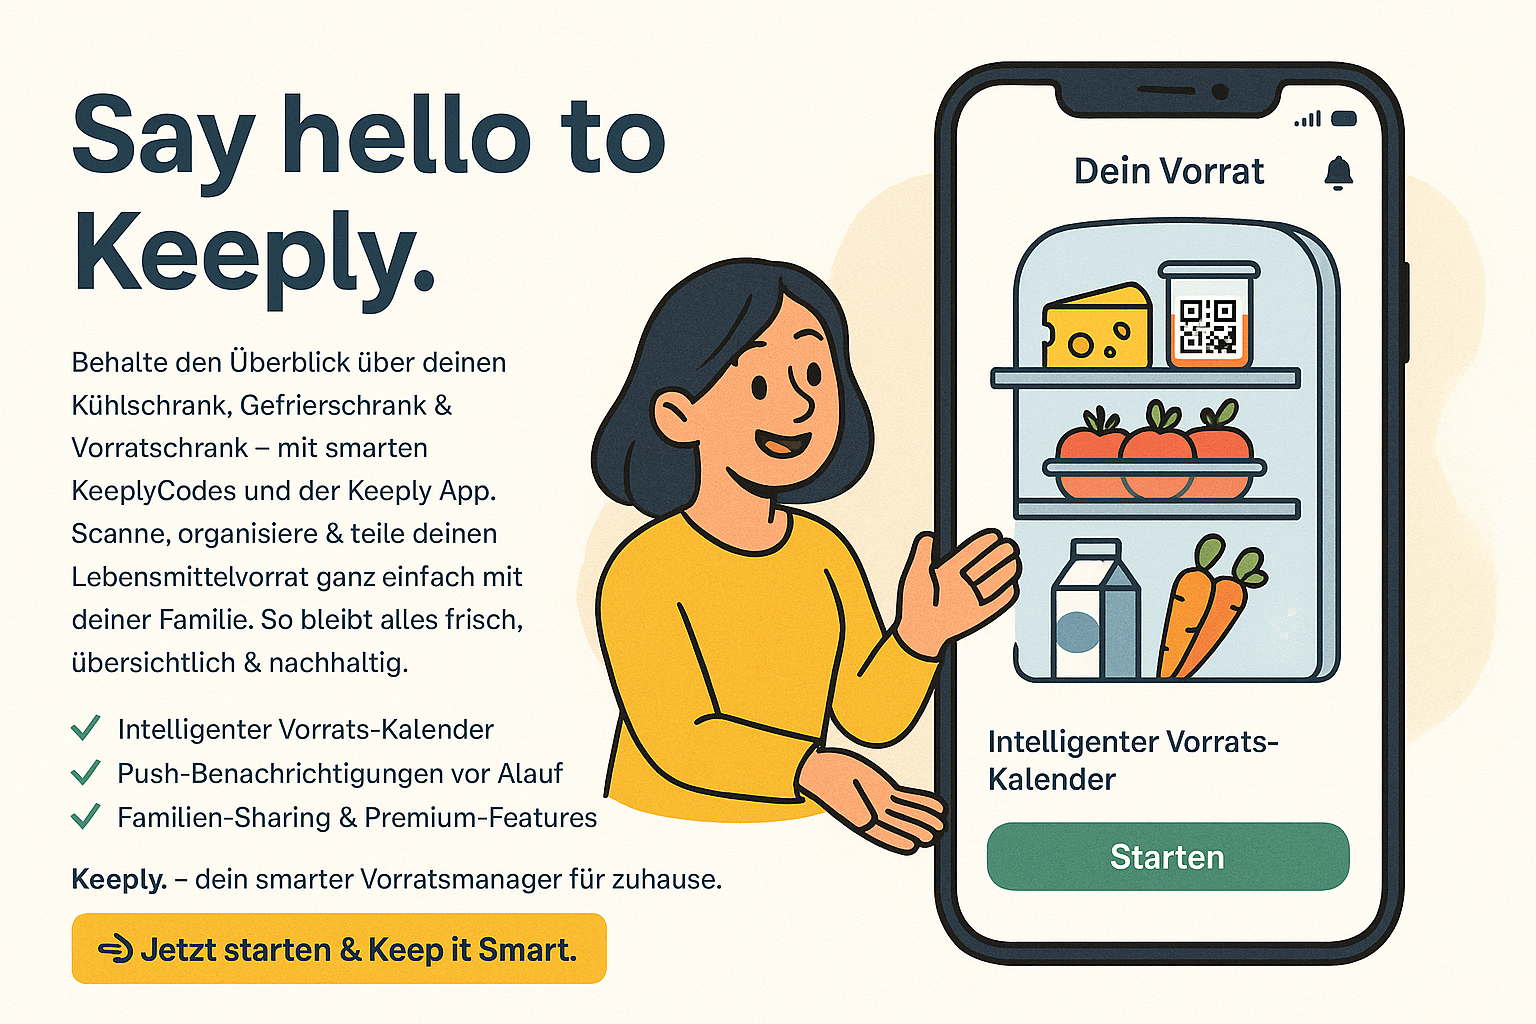 Say hello to
Keeply.
Behalte den Überblick über deinen
Kühlschrank, Gefrierschrank &
Vorratschrank – mit smarten
KeeplyCodes und der Keeply App.
Scanne, organisiere & teile deinen
Lebensmittelvorrat ganz einfach mit
deiner Familie. So bleibt alles frisch,
übersichtlich & nachhaltig.
Intelligenter Vorrats-Kalender
Push-Benachrichtigungen vor Alauf
Familien-Sharing & Premium-Features
Keeply. – dein smarter Vorratsmanager für zuhause.
Jetzt starten & Keep it Smart.
Dein Vorrat
Intelligenter Vorrats-
Kalender
Starten